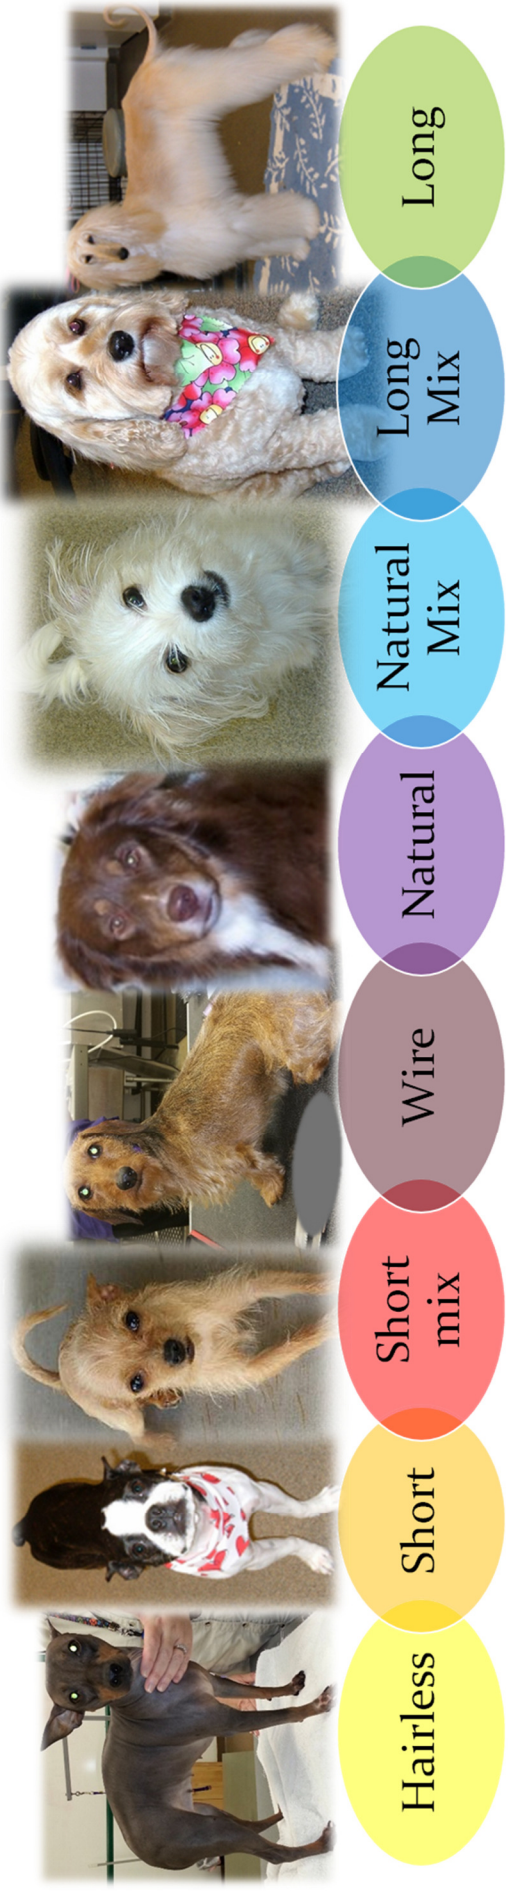 Hairless
Short
Short
mix
Wire
Natural
Natural
Mix
Long
Mix
Long